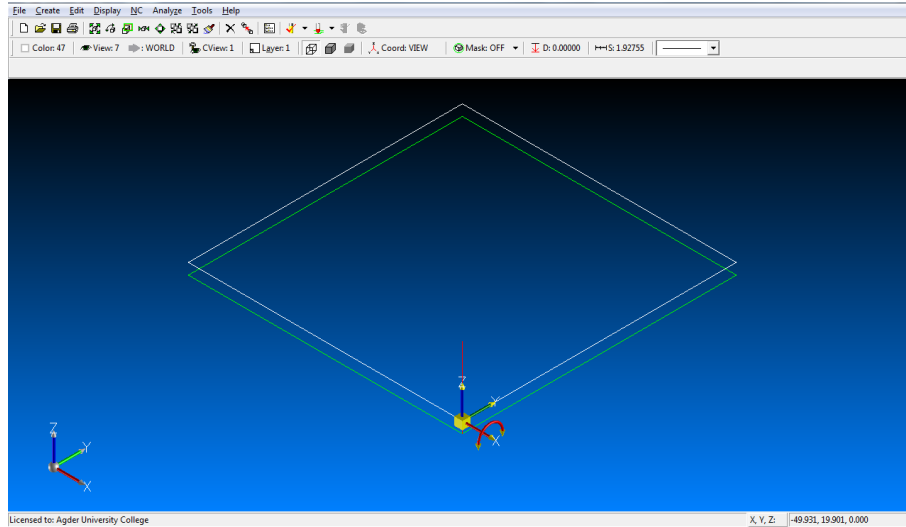 File Create Edit Display NC Analyze Tools Help
Color: 47 View: 7 : WORLD CView: 1 Layer: 1 Coord: VIEW Mask: OFF D: 0.00000 S: 1.92755
Z
Y
X
Z
Y
X
Licensed to: Agder University College X, Y, Z: -49.931, 19.901, 0.000